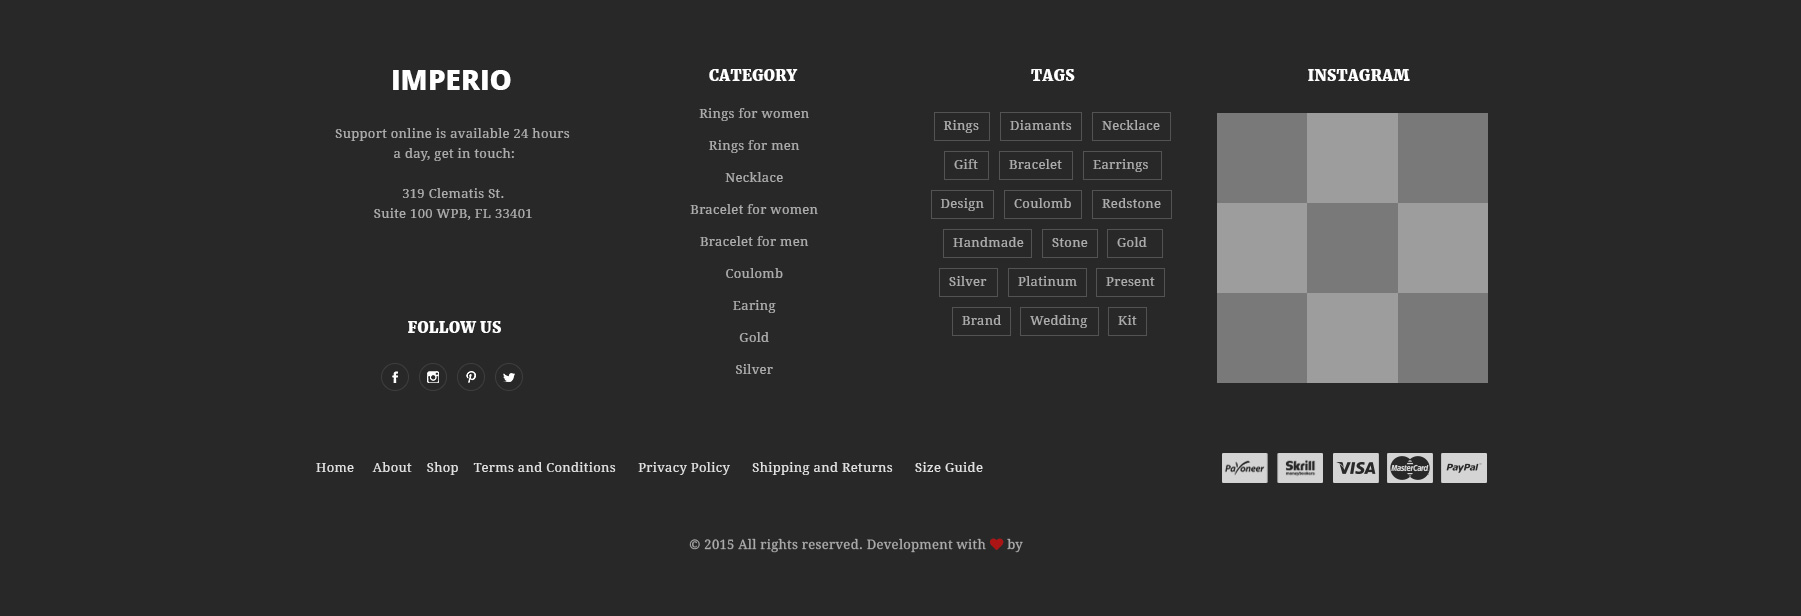 IMPERIO
Support online is available 24 hours
a day, get in touch:
319 Clematis St.
Suite 100 WPB, FL 33401
FOLLOW US
CATEGORY
Rings for women
Rings for men
Necklace
Bracelet for women
Bracelet for men
Coulomb
Earing
Gold
Silver
TAGS
Rings Diamants Necklace
Gift Bracelet Earrings
Design Coulomb Redstone
Handmade Stone Gold
Silver Platinum Present
Brand Wedding Kit
INSTAGRAM
Home About Shop Terms and Conditions Privacy Policy Shipping and Returns Size Guide
Payoneer Skrill moneybookers VISA MasterCard PayPal
© 2015 All rights reserved. Development with ❤ by